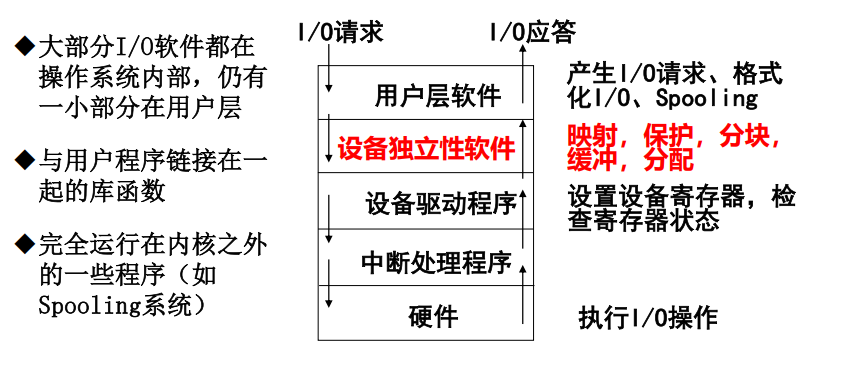 ◆大部分I/O软件都在
操作系统内部，仍有
一小部分在用户层
◆与用户程序链接在一
起的库函数
◆完全运行在内核之外
的一些程序（如
Spooling系统）
I/O请求
I/O应答
用户层软件
产生I/O请求、格式
化I/O、Spooling
设备独立性软件
映射，保护，分块，
缓冲，分配
设备驱动程序
设置设备寄存器，检
查寄存器状态
中断处理程序
硬件
执行I/O操作